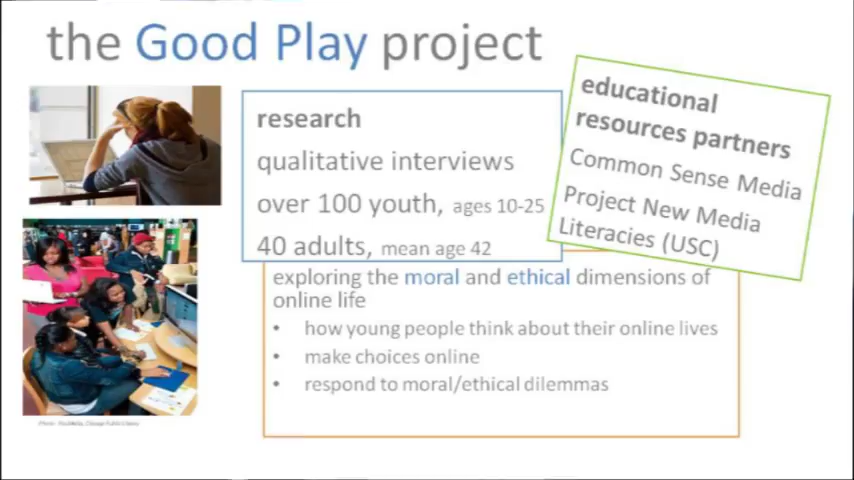 the Good Play project
research
qualitative interviews
over 100 youth, ages 10-25
40 adults, mean age 42
educational
resources partners
Common Sense Media
Project New Media
Literacies (USC)
exploring the moral and ethical dimensions of
online life
• how young people think about their online lives
• make choices online
• respond to moral/ethical dilemmas